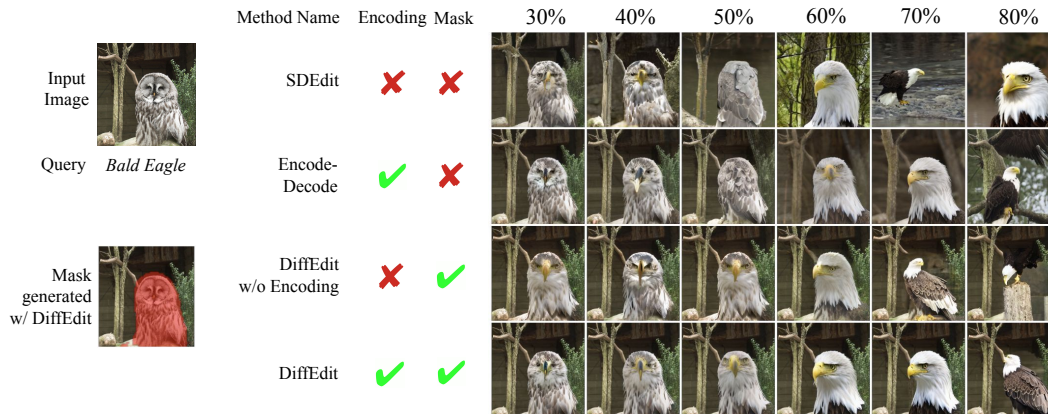 Method Name Encoding Mask 30% 40% 50% 60% 70% 80%
Input
Image
SDEdit
Query Bald Eagle
Encode-
Decode
Mask
generated
w/ DiffEdit
DiffEdit
w/o Encoding
DiffEdit